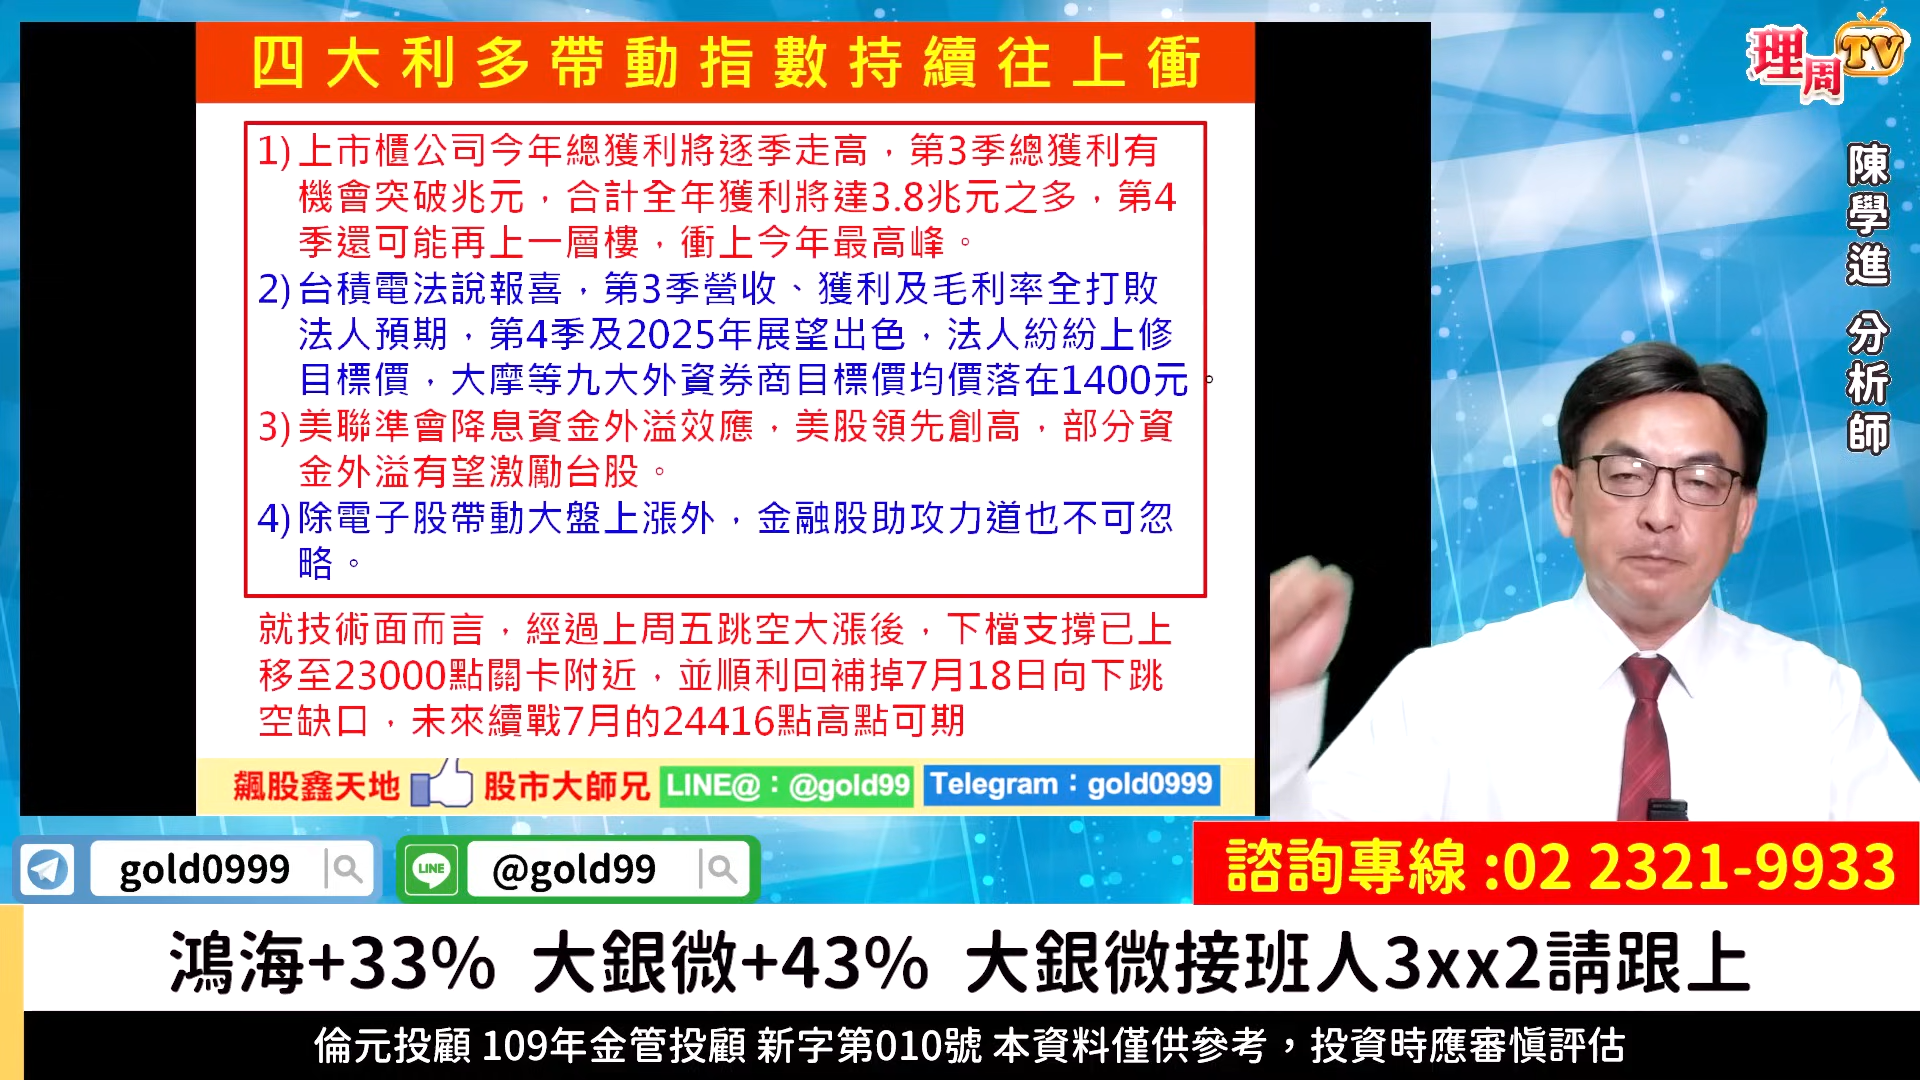 四大利多帶動指數持續往上衝
1)上市櫃公司今年總獲利將逐季走高，第3季總獲利有
機會突破兆元，合計全年獲利將達3.8兆元之多，第4
季還可能再上一層樓，衝上今年最高峰。
2)台積電法說報喜，第3季營收、獲利及毛利率全打敗
法人預期，第4季及2025年展望出色，法人紛紛上修
目標價，大摩等九大外資券商目標價均價落在1400元。
3)美聯準會降息資金外溢效應，美股領先創高，部分資
金外溢有望激勵台股。
4)除電子股帶動大盤上漲外，金融股助攻力道也不可忽
略。
就技術面而言，經過上周五跳空大漲後，下檔支撐已上
移至23000點關卡附近，並順利回補掉7月18日向下跳
空缺口，未來續戰7月的24416點高點可期
飆股鑫天地 股市大師兄 LINE@：@gold99 Telegram：gold0999
理周TV
陳學進 分析師
gold0999
LINE @gold99
諮詢專線:02 2321-9933
鴻海+33% 大銀微+43% 大銀微接班人3xx2請跟上
倫元投顧 109年金管投顧 新字第010號 本資料僅供參考，投資時應審慎評估